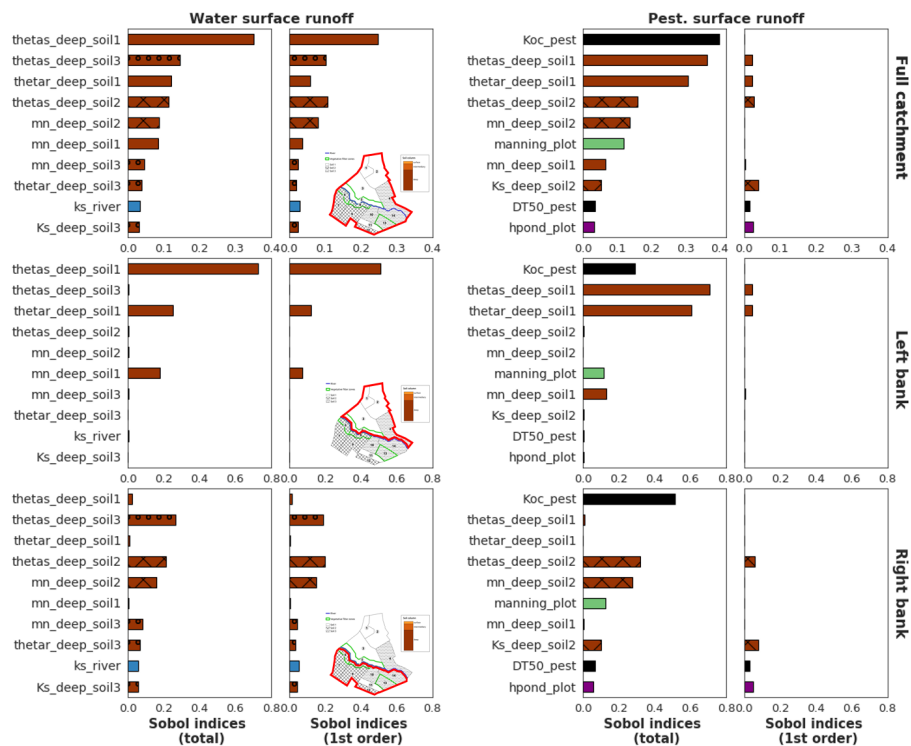 Water surface runoff
Pest. surface runoff
thetas_deep_soil1
thetas_deep_soil3
thetar_deep_soil1
thetas_deep_soil2
mn_deep_soil2
mn_deep_soil1
mn_deep_soil3
thetar_deep_soil3
ks_river
Ks_deep_soil3
0.0 0.1 0.2 0.3 0.4
0.0 0.1 0.2 0.3 0.4
Koc_pest
thetas_deep_soil1
thetar_deep_soil1
thetas_deep_soil2
mn_deep_soil2
manning_plot
mn_deep_soil1
Ks_deep_soil2
DT50_pest
hpond_plot
0.0 0.1 0.2 0.3 0.4
0.0 0.1 0.2 0.3 0.4
Full catchment
thetas_deep_soil1
thetas_deep_soil3
thetar_deep_soil1
thetas_deep_soil2
mn_deep_soil2
mn_deep_soil1
mn_deep_soil3
thetar_deep_soil3
ks_river
Ks_deep_soil3
0.0 0.2 0.4 0.6 0.8
0.0 0.2 0.4 0.6 0.8
Koc_pest
thetas_deep_soil1
thetar_deep_soil1
thetas_deep_soil2
mn_deep_soil2
manning_plot
mn_deep_soil1
Ks_deep_soil2
DT50_pest
hpond_plot
0.0 0.2 0.4 0.6 0.8
0.0 0.2 0.4 0.6 0.8
Left bank
thetas_deep_soil1
thetas_deep_soil3
thetar_deep_soil1
thetas_deep_soil2
mn_deep_soil2
mn_deep_soil1
mn_deep_soil3
thetar_deep_soil3
ks_river
Ks_deep_soil3
0.0 0.2 0.4 0.6 0.8
0.0 0.2 0.4 0.6 0.8
Koc_pest
thetas_deep_soil1
thetar_deep_soil1
thetas_deep_soil2
mn_deep_soil2
manning_plot
mn_deep_soil1
Ks_deep_soil2
DT50_pest
hpond_plot
0.0 0.2 0.4 0.6 0.8
0.0 0.2 0.4 0.6 0.8
Right bank
Sobol indices
(total)
Sobol indices
(1st order)
Sobol indices
(total)
Sobol indices
(1st order)